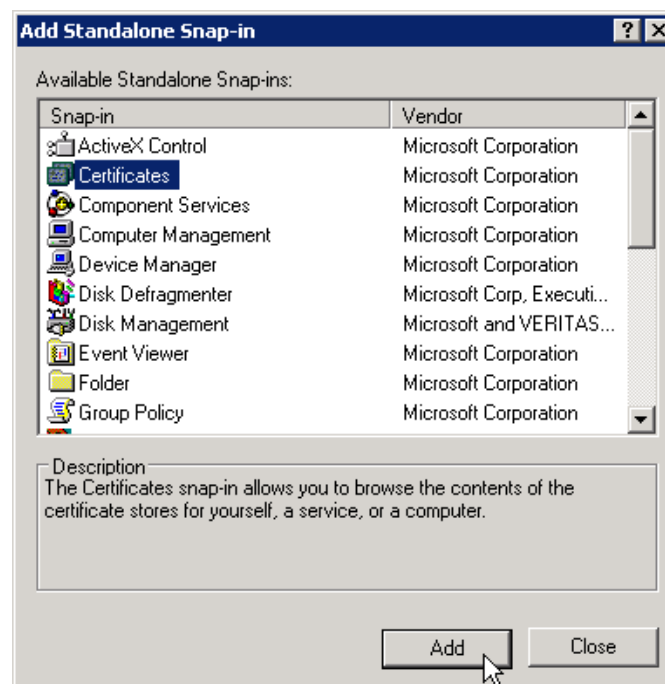 Add Standalone Snap-in
Available Standalone Snap-ins:
Snap-in Vendor
ActiveX Control Microsoft Corporation
Certificates Microsoft Corporation
Component Services Microsoft Corporation
Computer Management Microsoft Corporation
Device Manager Microsoft Corporation
Disk Defragmenter Microsoft Corp, Executi...
Disk Management Microsoft and VERITAS...
Event Viewer Microsoft Corporation
Folder Microsoft Corporation
Group Policy Microsoft Corporation
Description
The Certificates snap-in allows you to browse the contents of the
certificate stores for yourself, a service, or a computer.
Add Close